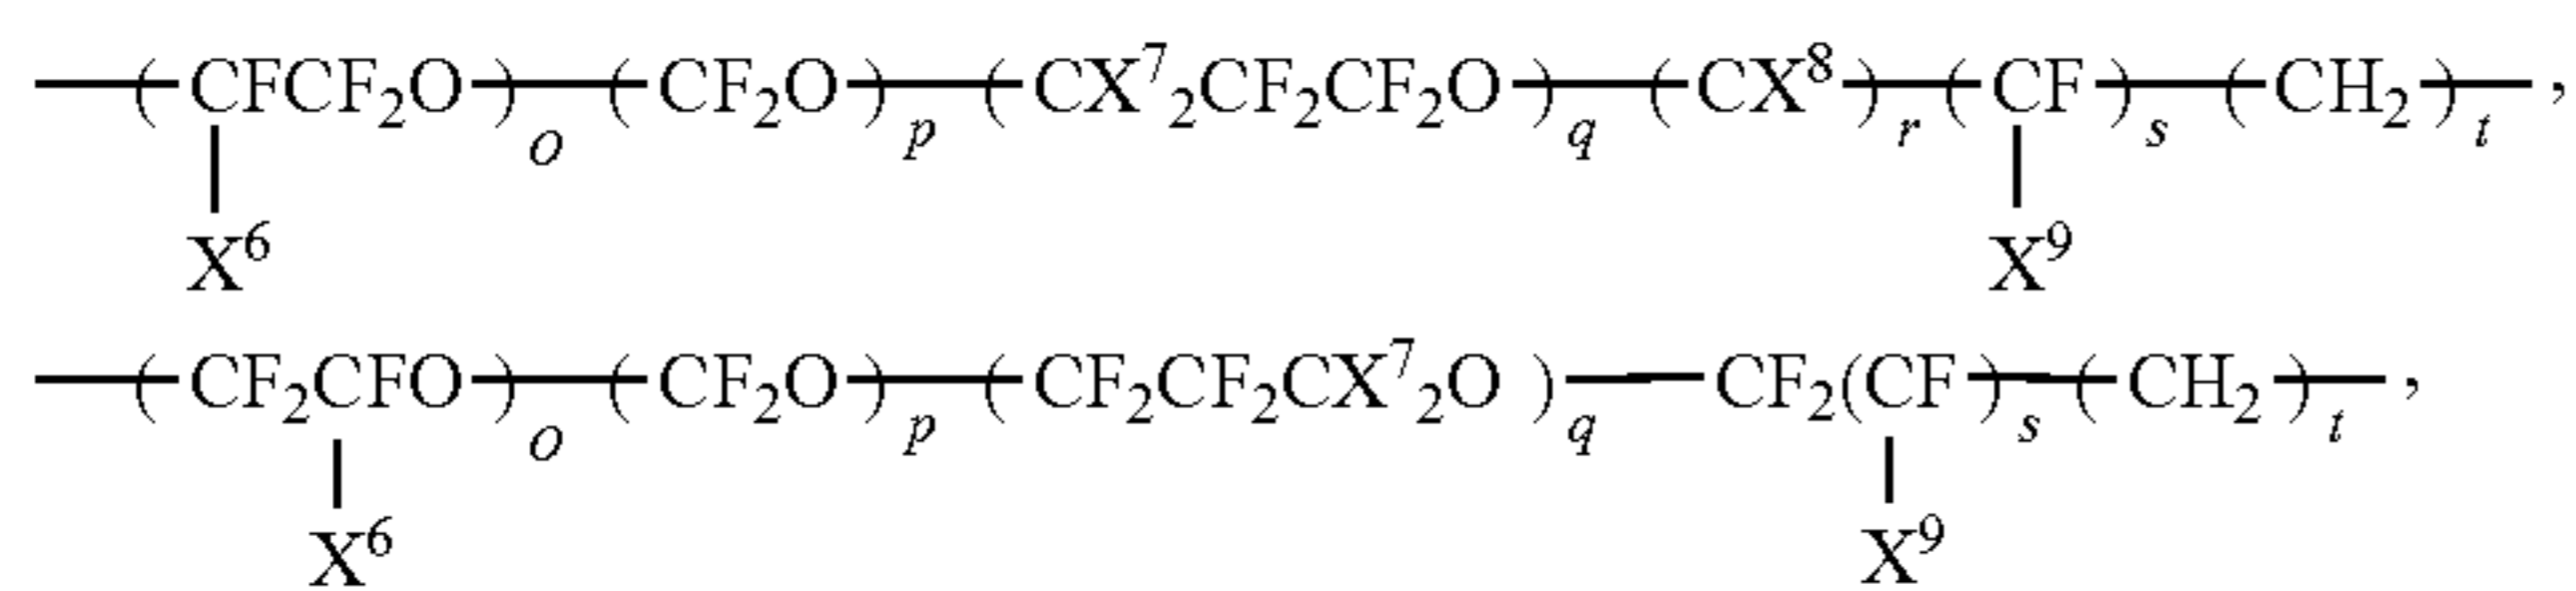 —(CFCF₂O)ₒ—(CF₂O)ₚ—(CX⁷₂CF₂CF₂O)q—(CX⁸)ᵣ—(CF)ₛ—(CH₂)ₜ—,
X⁶ X⁹
—(CF₂CFO)ₒ—(CF₂O)ₚ—(CF₂CF₂CX⁷₂O)q—CF₂(CF)ₛ—(CH₂)ₜ—,
X⁶ X⁹